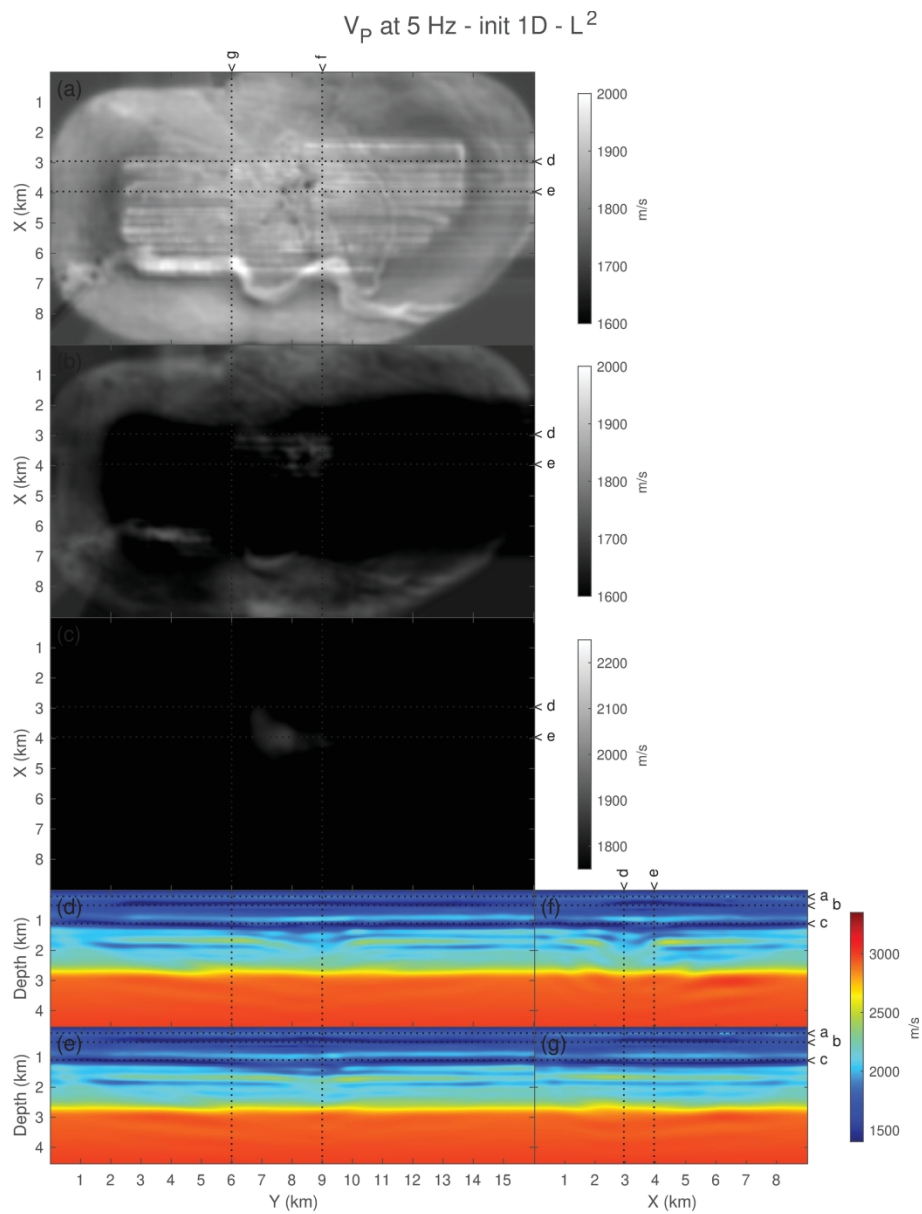 V_P at 5 Hz - init 1D - L^2
< g
< f
(a)
1
2
3
4
5
6
7
8
X (km)
< d
< e
2000
1900
1800
1700
1600
m/s
(b)
1
2
3
4
5
6
7
8
X (km)
< d
< e
2000
1900
1800
1700
1600
m/s
(c)
1
2
3
4
5
6
7
8
X (km)
< d
< e
2200
2100
2000
1900
1800
m/s
< d
< e
(d)
1
2
3
4
Depth (km)
(f)
< a
< b
< c
(e)
1
2
3
4
Depth (km)
(g)
< a
< b
< c
3000
2500
2000
1500
m/s
1 2 3 4 5 6 7 8 9 10 11 12 13 14 15
Y (km)
1 2 3 4 5 6 7 8
X (km)